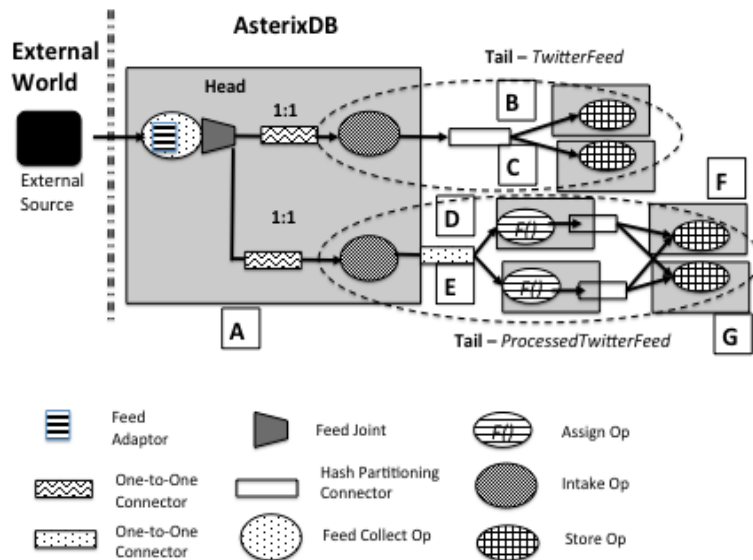 AsterixDB
External
World
Tail – TwitterFeed
Head
1:1
B
C
External
Source
1:1
D
F
F()
E
F()
A
G
Tail – ProcessedTwitterFeed
Feed
Adaptor
Feed Joint
F()
Assign Op
One-to-One
Connector
Hash Partitioning
Connector
Intake Op
One-to-One
Connector
Feed Collect Op
Store Op